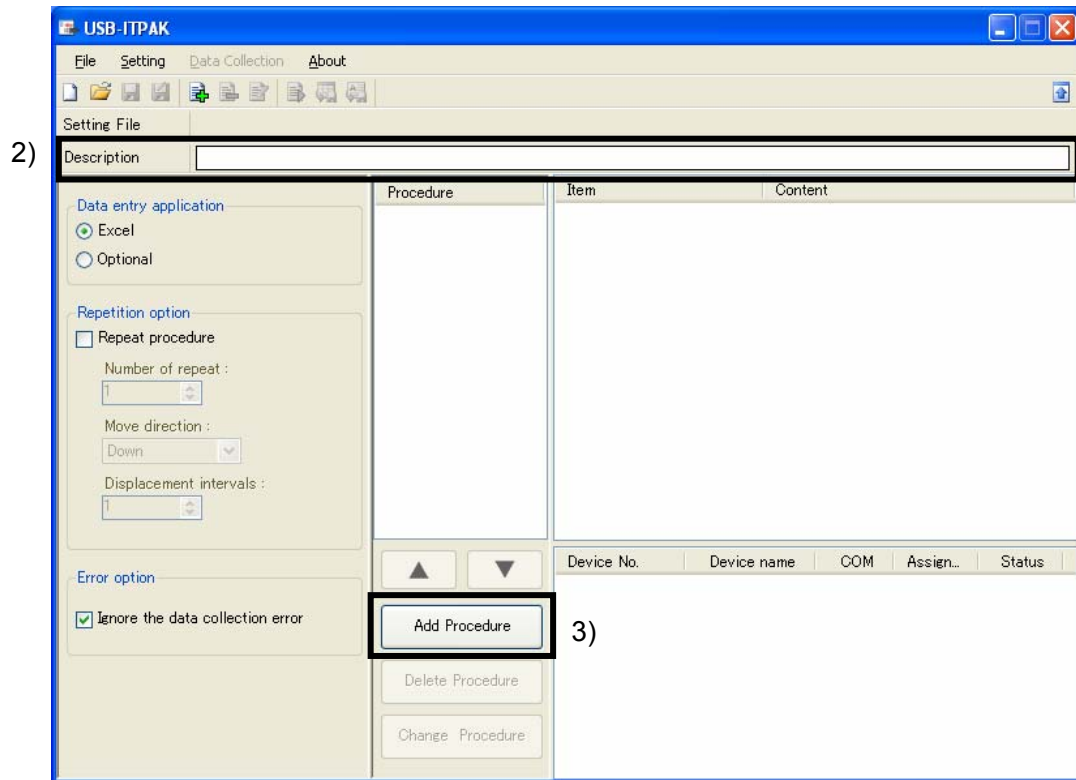 USB-ITPAK
File Setting Data Collection About
Setting File
2) Description
Data entry application
Excel
Optional
Repetition option
Repeat procedure
Number of repeat :
1
Move direction :
Down
Displacement intervals :
1
Error option
Ignore the data collection error
Procedure
Add Procedure 3)
Delete Procedure
Change Procedure
Item Content
Device No. Device name COM Assign... Status